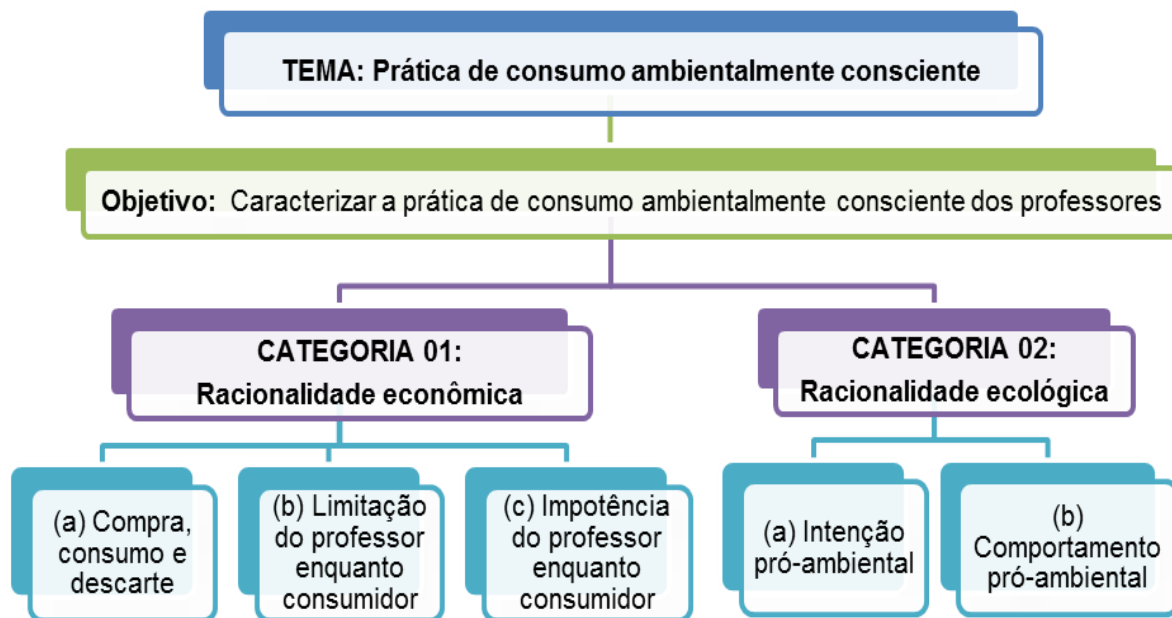 TEMA: Prática de consumo ambientalmente consciente
Objetivo: Caracterizar a prática de consumo ambientalmente consciente dos professores
CATEGORIA 01:
Racionalidade econômica
CATEGORIA 02:
Racionalidade ecológica
(a) Compra,
consumo e
descarte
(b) Limitação
do professor
enquanto
consumidor
(c) Impotência
do professor
enquanto
consumidor
(a) Intenção
pró-ambiental
(b)
Comportamento
pró-ambiental